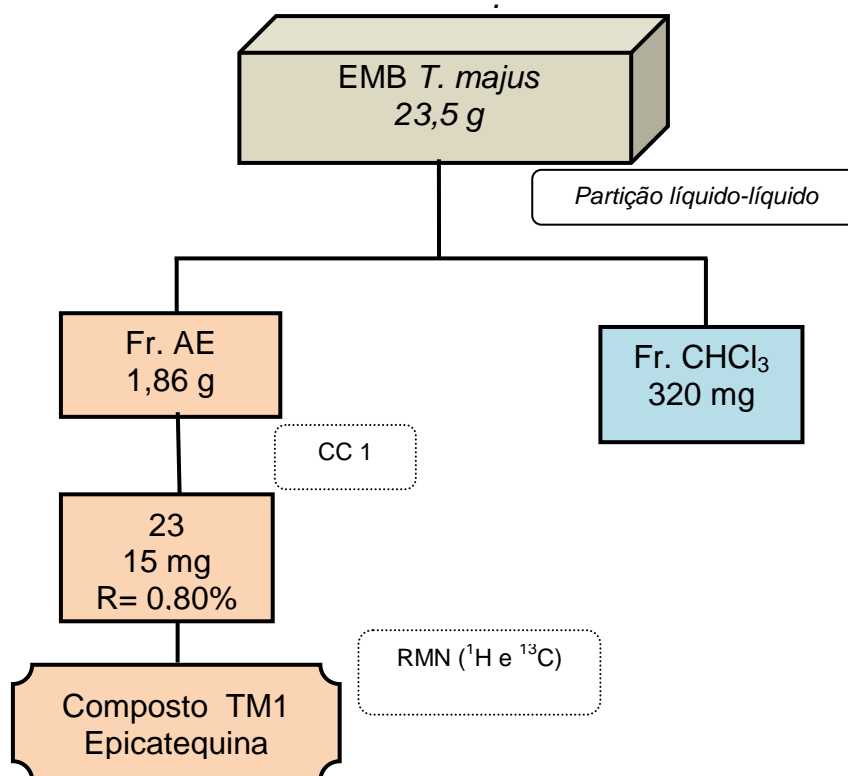 EMB T. majus
23,5 g
Partição líquido-líquido
Fr. AE
1,86 g
Fr. CHCl₃
320 mg
CC 1
23
15 mg
R= 0,80%
RMN (¹H e ¹³C)
Composto TM1
Epicatequina